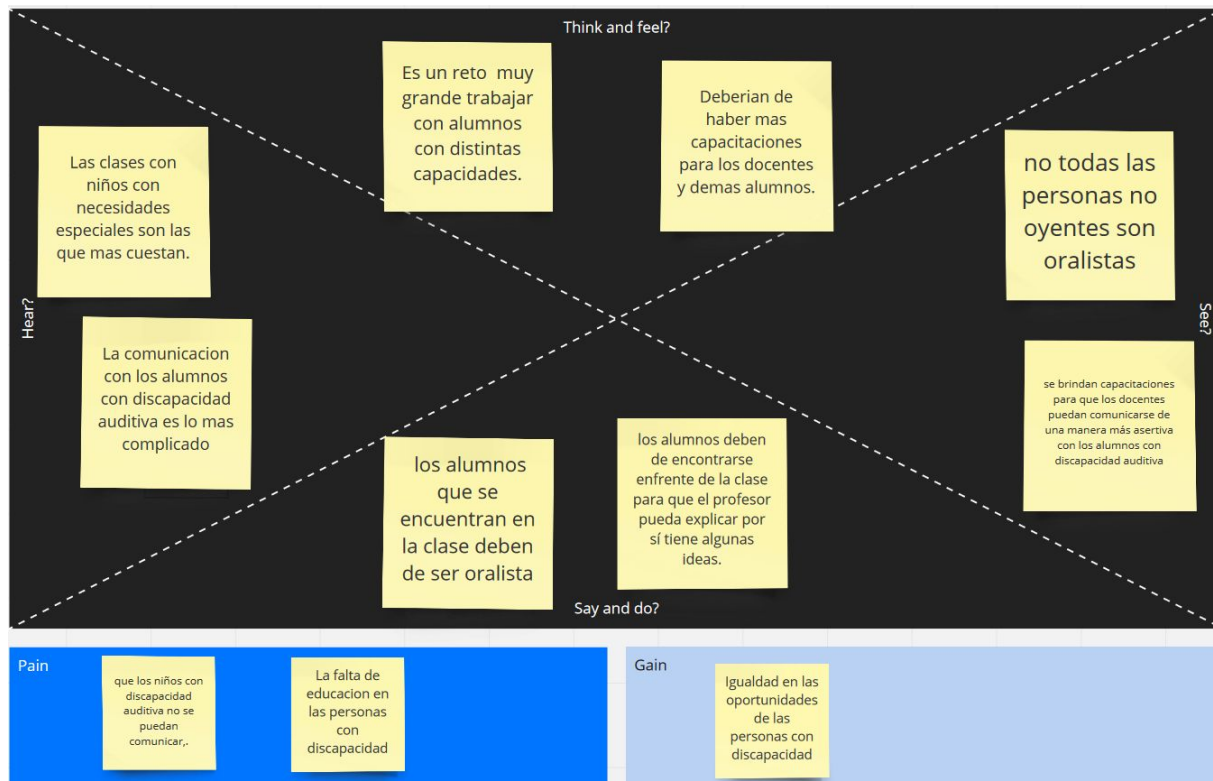 Think and feel?
Es un reto muy
grande trabajar
con alumnos
con distintas
capacidades.
Deberian de
haber mas
capacitaciones
para los docentes
y demas alumnos.
Hear?
Las clases con
niños con
necesidades
especiales son las
que mas cuestan.
La comunicacion
con los alumnos
con discapacidad
auditiva es lo mas
complicado
See?
no todas las
personas no
oyentes son
oralistas
se brindan capacitaciones
para que los docentes
puedan comunicarse de
una manera más asertiva
con los alumnos con
discapacidad auditiva
los alumnos
que se
encuentran en
la clase deben
de ser oralista
los alumnos deben
de encontrarse
enfrente de la clase
para que el profesor
pueda explicar por
sí tiene algunas
ideas.
Say and do?
Pain
que los niños con
discapacidad
auditiva no se
puedan
comunicar,.
La falta de
educacion en
las personas
con
discapacidad
Gain
Igualdad en las
oportunidades
de las
personas con
discapacidad